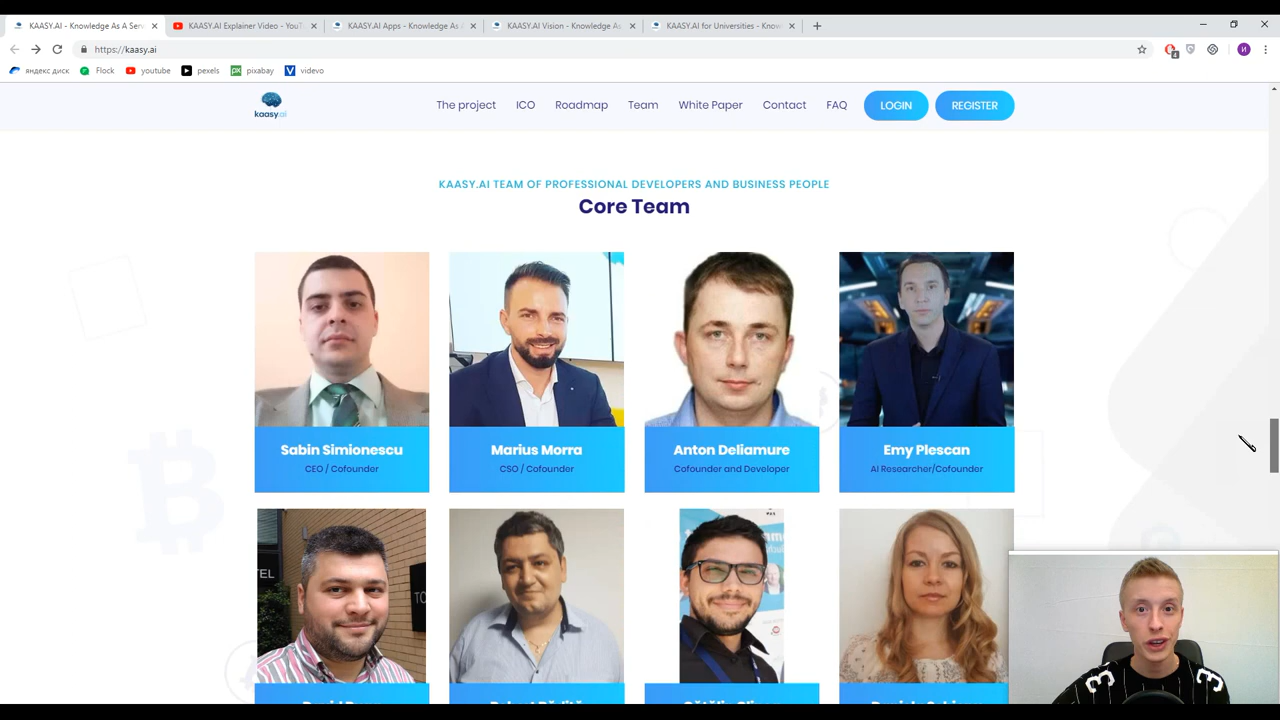 KAASY.AI - Knowledge As A Serv
KAASY.AI Explainer Video - YouT
KAASY.AI Apps - Knowledge As A
KAASY.AI Vision - Knowledge As
KAASY.AI for Universities - Know
https://kaasy.ai
яндекс диск
Flock
youtube
pexels
pixabay
videvo
kaasy.ai
The project
ICO
Roadmap
Team
White Paper
Contact
FAQ
LOGIN
REGISTER
KAASY.AI TEAM OF PROFESSIONAL DEVELOPERS AND BUSINESS PEOPLE
Core Team
Sabin Simionescu
CEO / Cofounder
Marius Morra
CSO / Cofounder
Anton Deliamure
Cofounder and Developer
Emy Plescan
AI Researcher/Cofounder